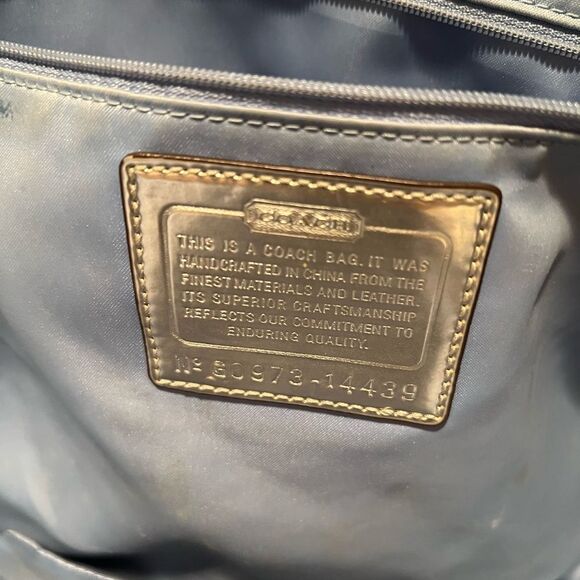 COACH
THIS IS A COACH BAG. IT WAS
HANDCRAFTED IN CHINA FROM THE
FINEST MATERIALS AND LEATHER.
ITS SUPERIOR CRAFTSMANSHIP
REFLECTS OUR COMMITMENT TO
ENDURING QUALITY.
Nº G0973-14439